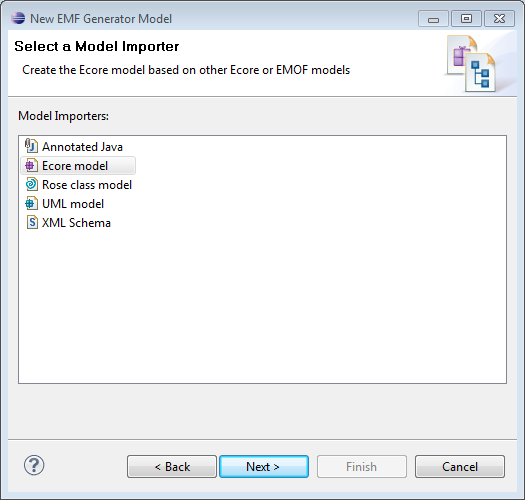 New EMF Generator Model
Select a Model Importer
Create the Ecore model based on other Ecore or EMOF models
Model Importers:
Annotated Java
Ecore model
Rose class model
UML model
XML Schema
? < Back Next > Finish Cancel